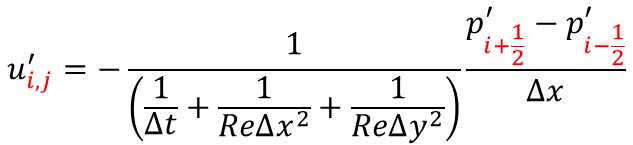 $u'_{i,j} = -\frac{1}{\left(\frac{1}{\Delta t} + \frac{1}{Re\Delta x^2} + \frac{1}{Re\Delta y^2}\right)} \frac{p'_{i+\frac{1}{2}} - p'_{i-\frac{1}{2}}}{\Delta x}$